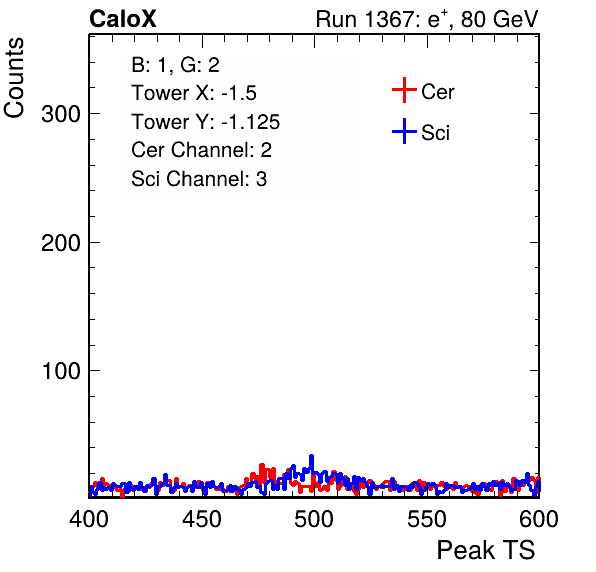 CaloX
Run 1367: e+, 80 GeV
Counts
B: 1, G: 2
Tower X: -1.5
Tower Y: -1.125
Cer Channel: 2
Sci Channel: 3
Cer
Sci
300
200
100
400 450 500 550 600
Peak TS